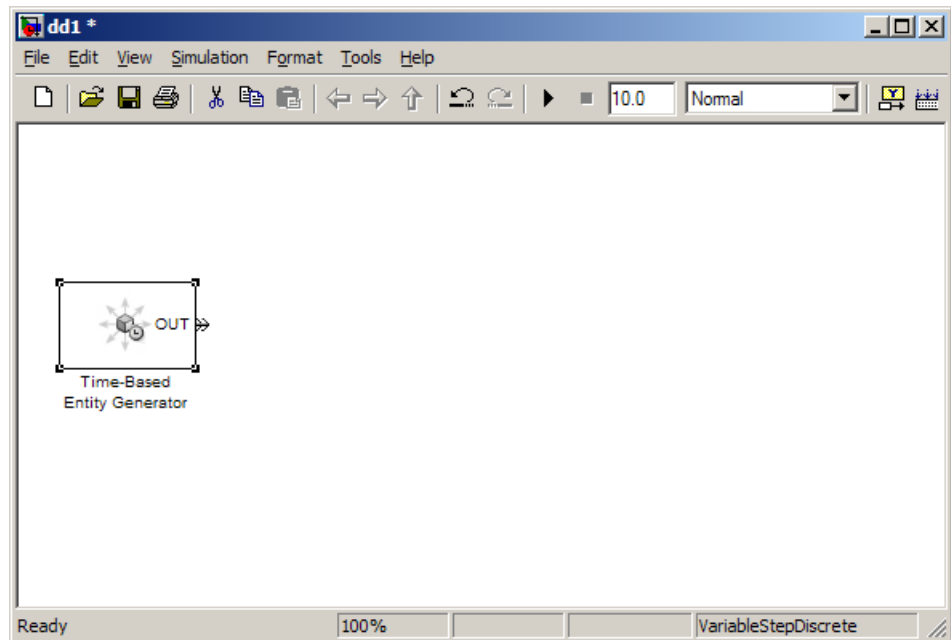 dd1 *
File Edit View Simulation Format Tools Help
10.0 Normal
OUT
Time-Based
Entity Generator
Ready 100% VariableStepDiscrete